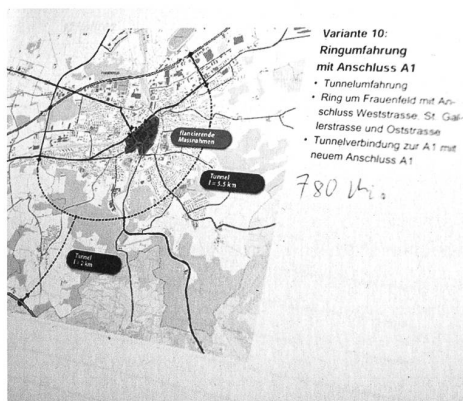 Variante 10:
Ringumfahrung
mit Anschluss A1
• Tunnelumfahrung
• Ring um Frauenfeld mit An-
schluss Weststrasse, St. Gal-
lerstrasse und Oststrasse
• Tunnelverbindung zur A1 mit
neuem Anschluss A1
780 Mi.
flankierende
Massnahmen
Tunnel
l = 5.5 km
Tunnel
l = 2 km